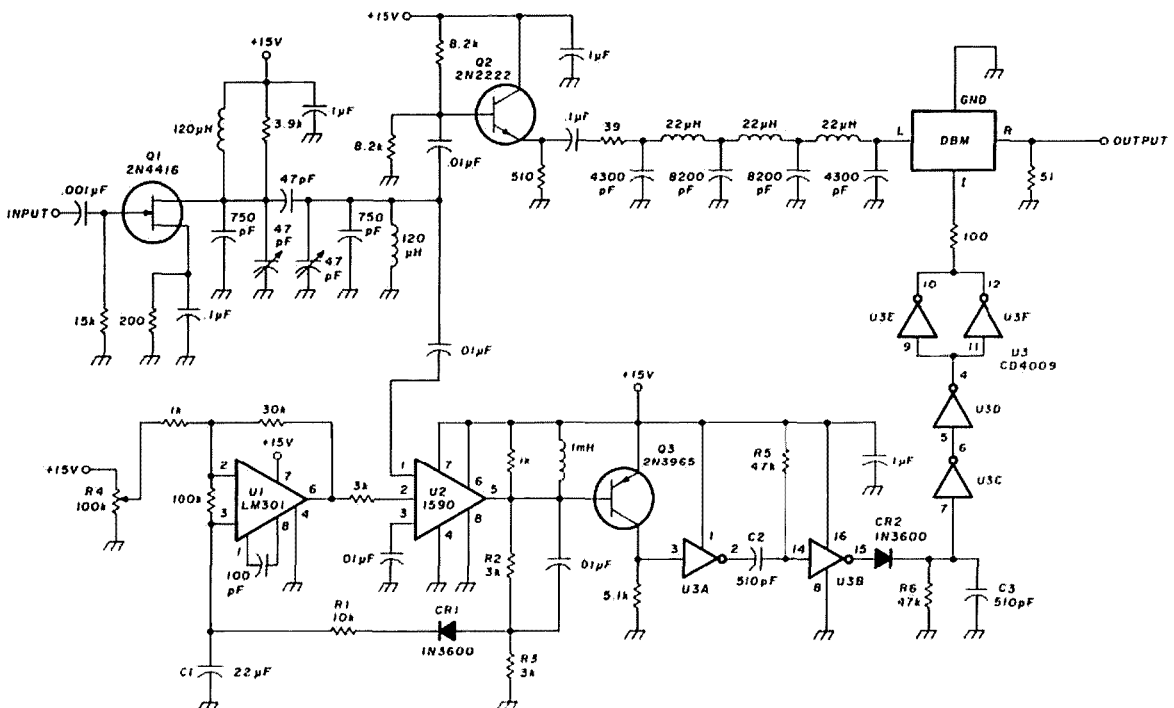 +15V
8.2k
Q2
2N2222
.1µF
+15V
120µH
3.9k
.1µF
Q1
2N4416
.001µF
INPUT
8.2k
.01µF
510
.1µF
39
22µH
22µH
22µH
4300
pF
8200
pF
8200
pF
4300
pF
GND
L
DBM
R
I
OUTPUT
51
100
47pF
750
pF
47
pF
47
pF
750
pF
120
µH
15k
200
.1µF
.01µF
10
12
U3E
U3F
9
11
U3
CD4009
4
U3D
5
6
U3C
7
1k
30k
+15V
+15V
R4
100k
100k
2
3
U1
LM301
7
6
8
4
1
100
pF
3k
1
2
3
U2
1590
7
6
5
8
4
.01µF
1k
1mH
+15V
Q3
2N3965
R5
47k
.1µF
R2
3k
.01µF
5.1k
3
1
2
U3A
C2
510pF
14
16
15
8
U3B
CR2
1N3600
R6
47k
C3
510pF
R1
10k
CR1
1N3600
R3
3k
C1
22µF